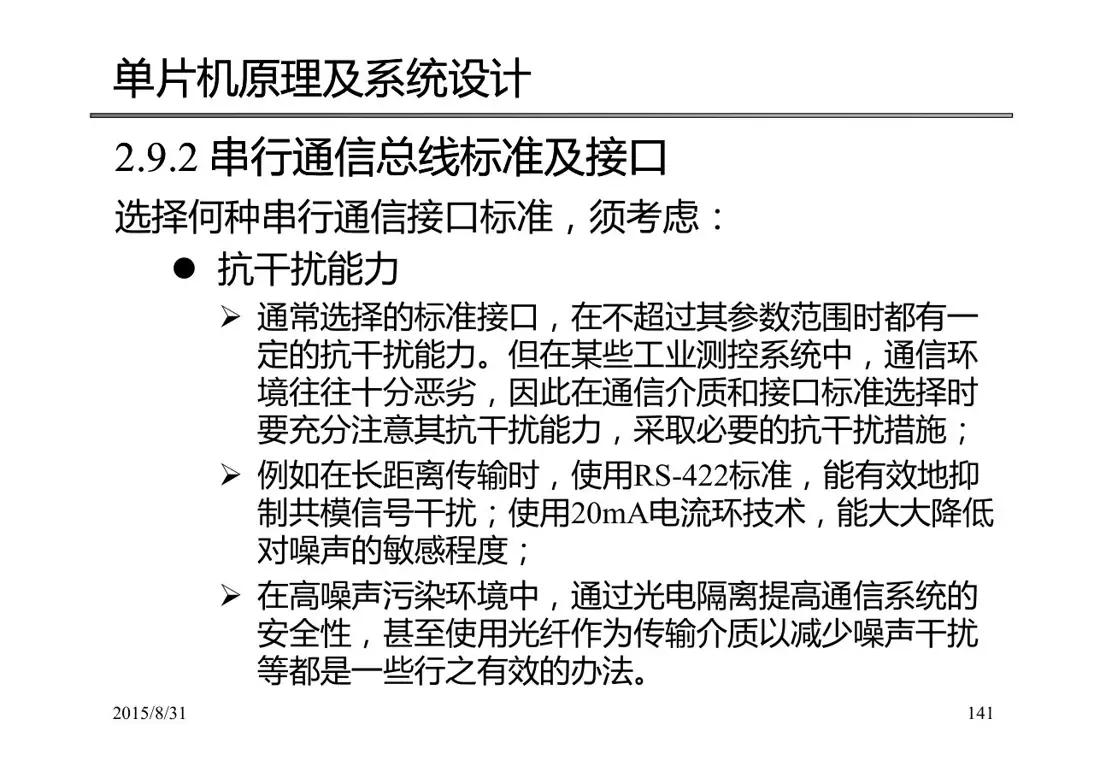 单片机原理及系统设计
2.9.2 串行通信总线标准及接口
选择何种串行通信接口标准，须考虑：
● 抗干扰能力
➢ 通常选择的标准接口，在不超过其参数范围时都有一
定的抗干扰能力。但在某些工业测控系统中，通信环
境往往十分恶劣，因此在通信介质和接口标准选择时
要充分注意其抗干扰能力，采取必要的抗干扰措施；
➢ 例如在长距离传输时，使用RS-422标准，能有效地抑
制共模信号干扰；使用20mA电流环技术，能大大降低
对噪声的敏感程度；
➢ 在高噪声污染环境中，通过光电隔离提高通信系统的
安全性，甚至使用光纤作为传输介质以减少噪声干扰
等都是一些行之有效的办法。
2015/8/31
141